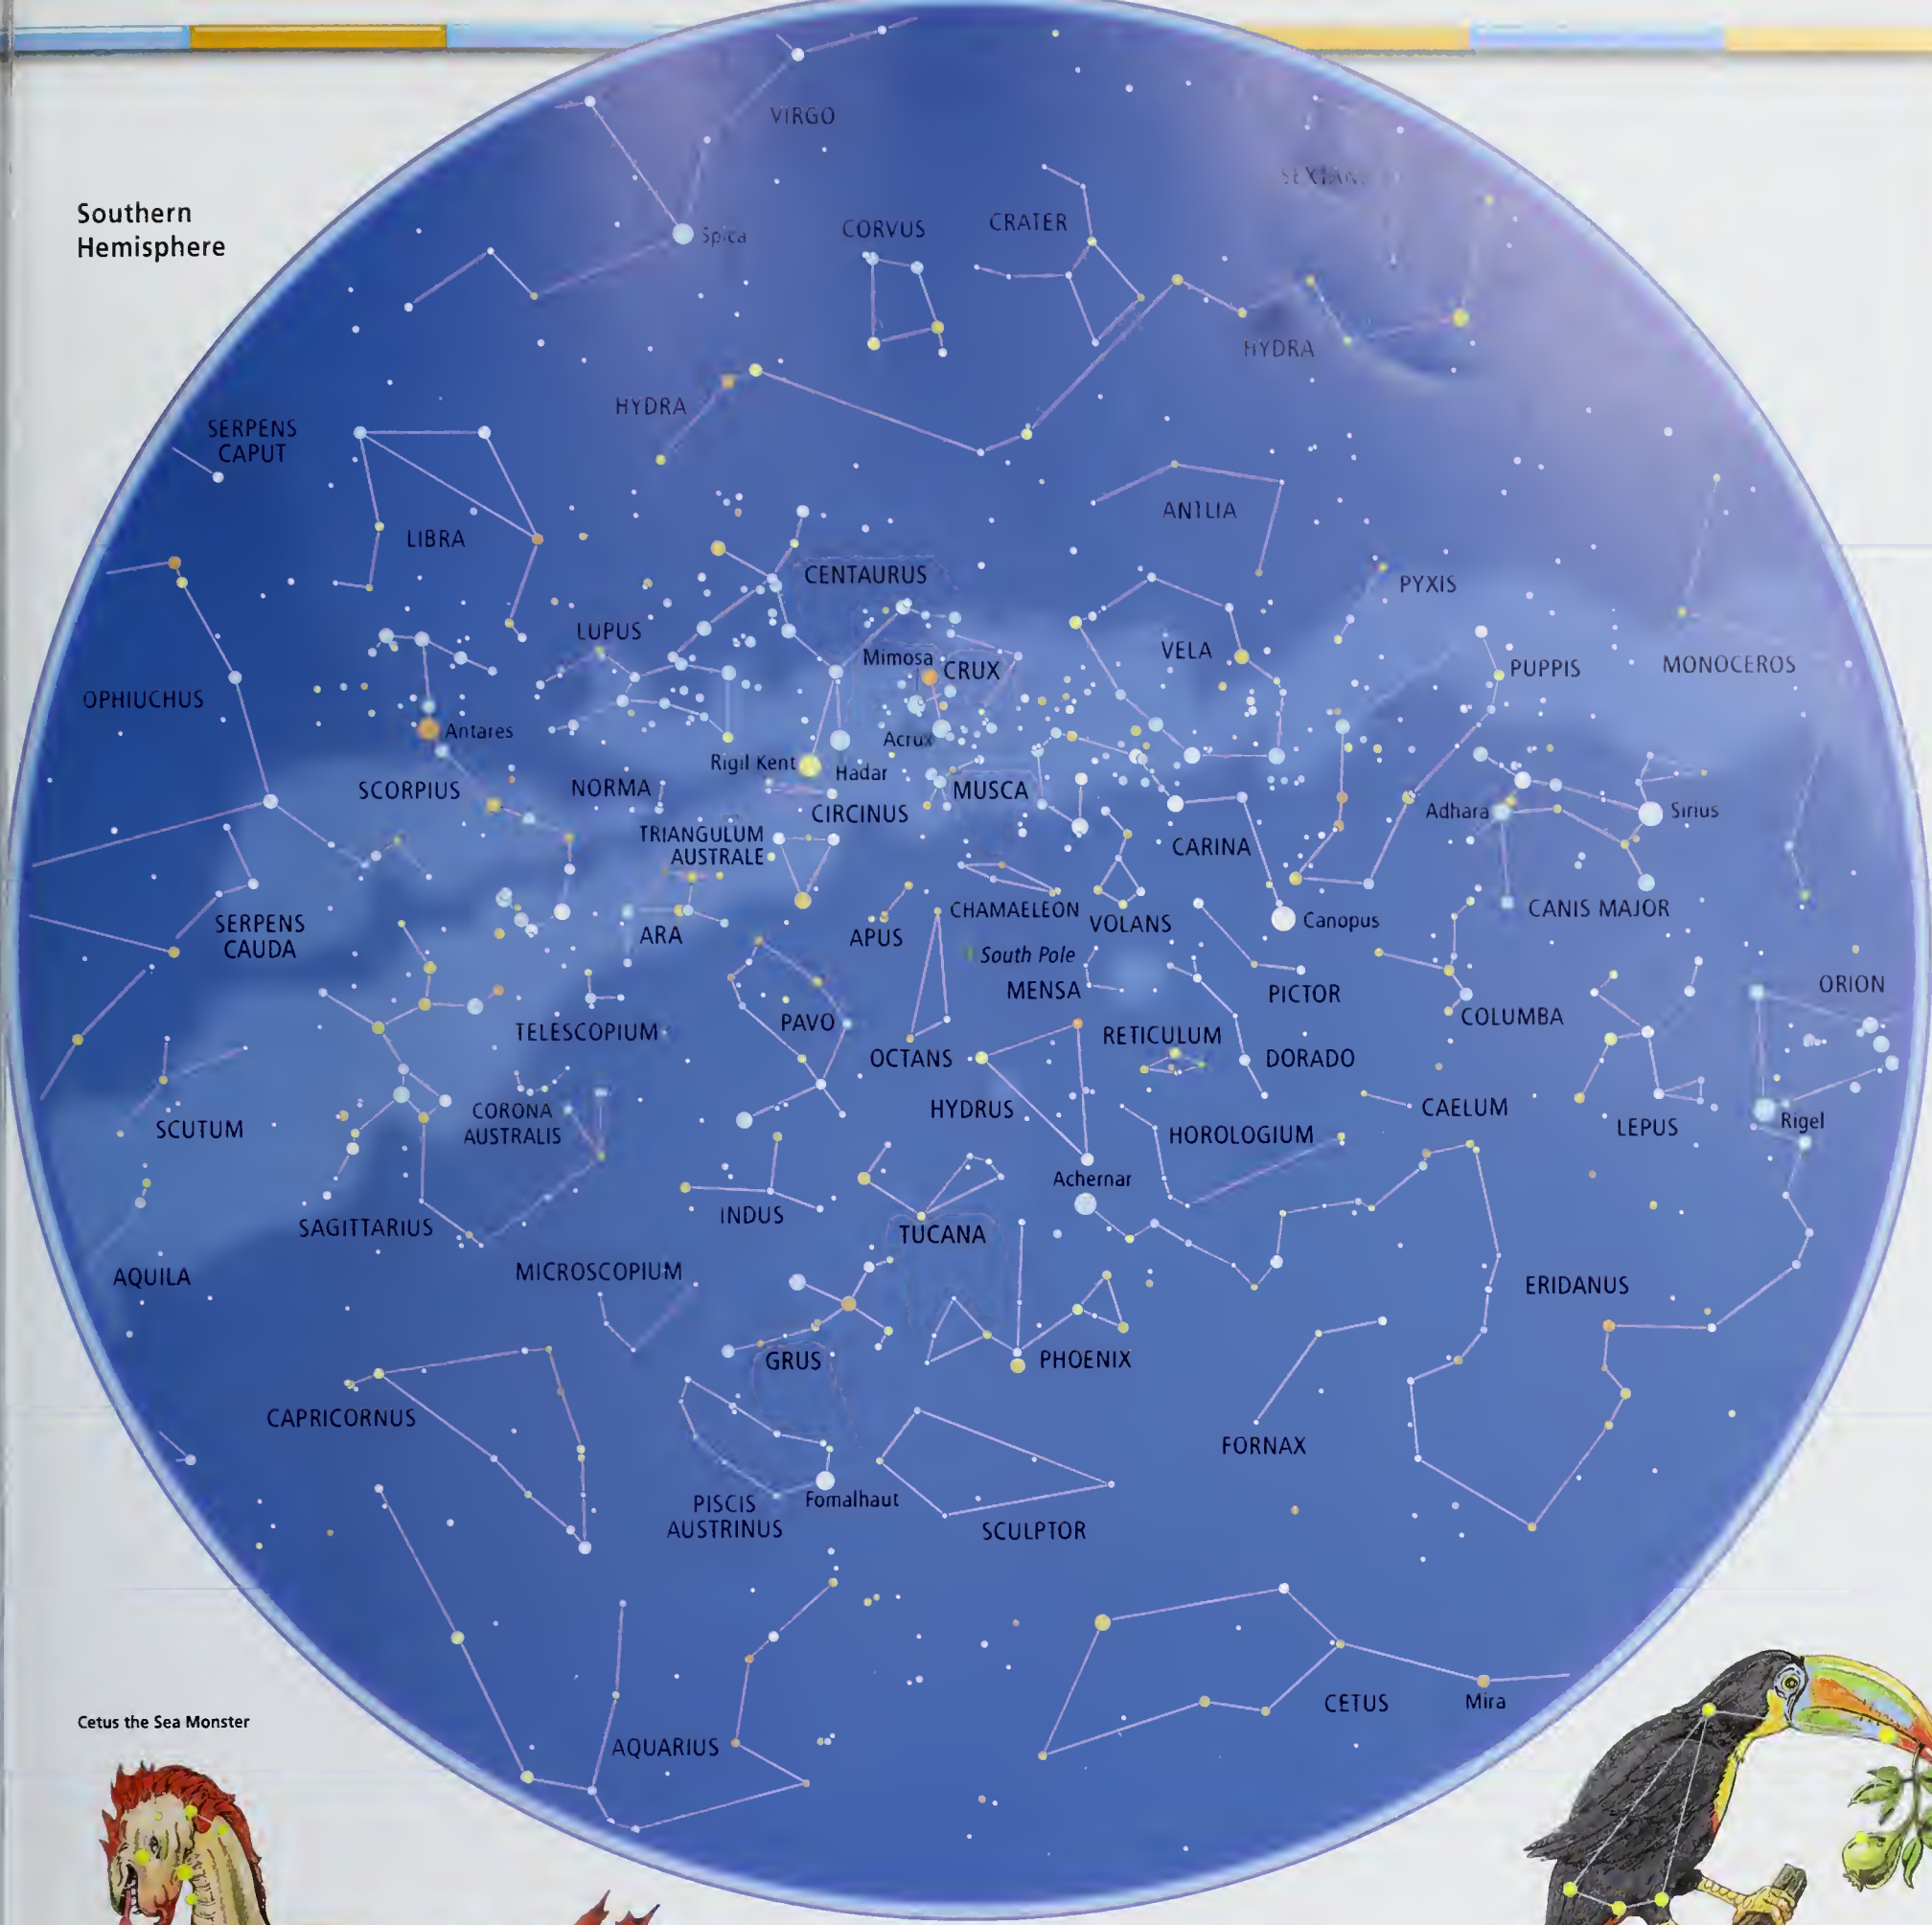 Southern
Hemisphere
VIRGO
Spica
CORVUS
CRATER
HYDRA
HYDRA
SERPENS
CAPUT
LIBRA
ANTLIA
CENTAURUS
PYXIS
LUPUS
Mimosa
CRUX
VELA
PUPPIS
MONOCEROS
OPHIUCHUS
Antares
Acrux
Rigil Kent
Hadar
SCORPIUS
NORMA
MUSCA
CIRCINUS
Adhara
Sirius
TRIANGULUM
AUSTRALE
CARINA
SERPENS
CAUDA
ARA
APUS
CHAMAELEON
VOLANS
Canopus
CANIS MAJOR
South Pole
MENSA
PICTOR
ORION
TELESCOPIUM
PAVO
OCTANS
RETICULUM
DORADO
COLUMBA
SCUTUM
CORONA
AUSTRALIS
HYDRUS
HOROLOGIUM
CAELUM
LEPUS
Rigel
Achernar
SAGITTARIUS
INDUS
TUCANA
AQUILA
MICROSCOPIUM
ERIDANUS
GRUS
PHOENIX
CAPRICORNUS
FORNAX
PISCIS
AUSTRINUS
Fomalhaut
SCULPTOR
CETUS
Mira
AQUARIUS
Cetus the Sea Monster